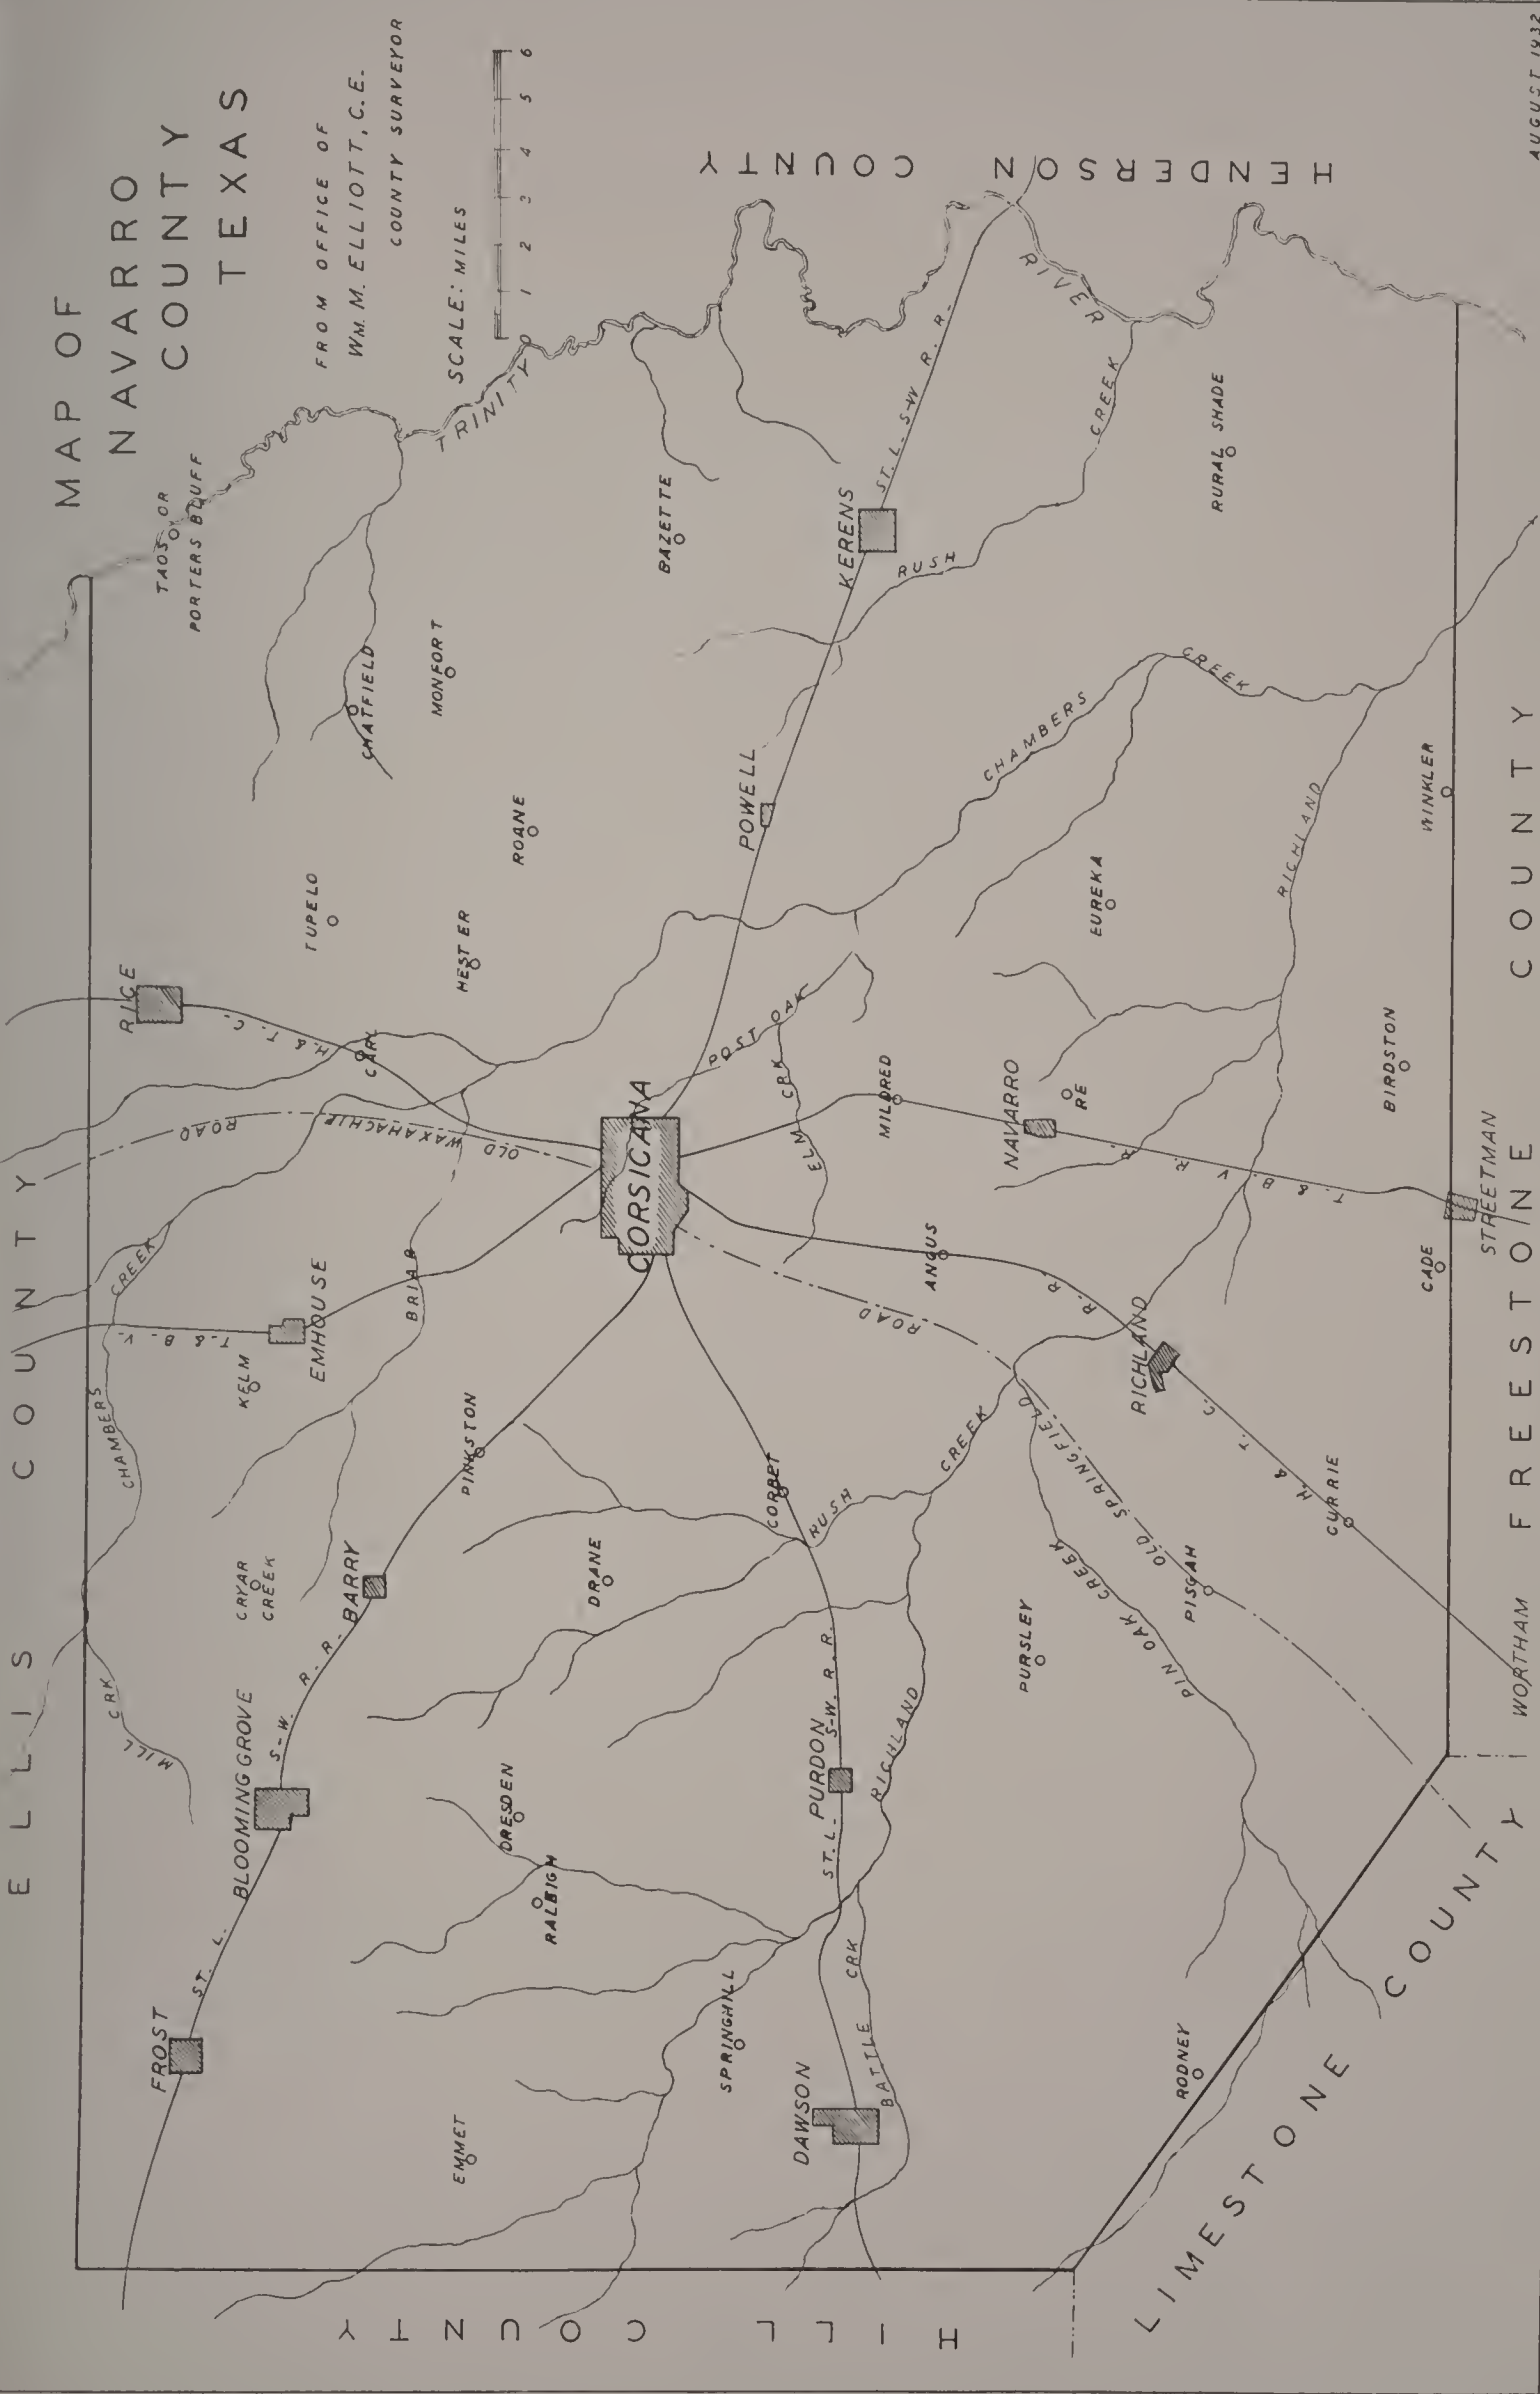 MAP OF
NAVARRO
COUNTY
TEXAS
FROM OFFICE OF
WM. M. ELLIOTT, C.E.
COUNTY SURVEYOR
SCALE: MILES
0 1 2 3 4 5 6
ELLIS COUNTY
HENDERSON COUNTY
HILL COUNTY
LIMESTONE COUNTY
FREESTONE COUNTY
TAOS OR
PORTERS BLUFF
TRINITY
RIVER
RICE
H. & T. C.
CARL
TUPELO
CHATFIELD
MONFORT
HESTER
ROANE
BAZETTE
OLD WAXAHACHIE ROAD
CHAMBERS
CREEK
T. & B. V.
EMHOUSE
KELM
BRIAR
CRYAR
CREEK
MILL
CRK
FROST
ST. L.
BLOOMING GROVE
S-W. R. R.
BARRY
PINKSTON
CORSICANA
POWELL
KERENS
ST. L. S-W R. R.
RUSH
CREEK
RURAL SHADE
CHAMBERS
CREEK
POST OAK
ELM CRK
MILDRED
NAVARRO
RE
EUREKA
RICHLAND
WINKLER
BIRDSTON
T. & B. V. R. R.
STREETMAN
CADE
ANGUS
R. R.
RICHLAND
H. & T. C.
CURRIE
WORTHAM
OLD SPRINGFIELD
ROAD
PISGAH
PIN OAK CREEK
PURSLEY
CORBET
RUSH
CREEK
DRANE
DRESDEN
RALEIGH
PURDON
ST. L. S-W. R. R.
RICHLAND
SPRINGHILL
DAWSON
BATTLE CRK
EMMET
RODNEY
AUGUST 1932